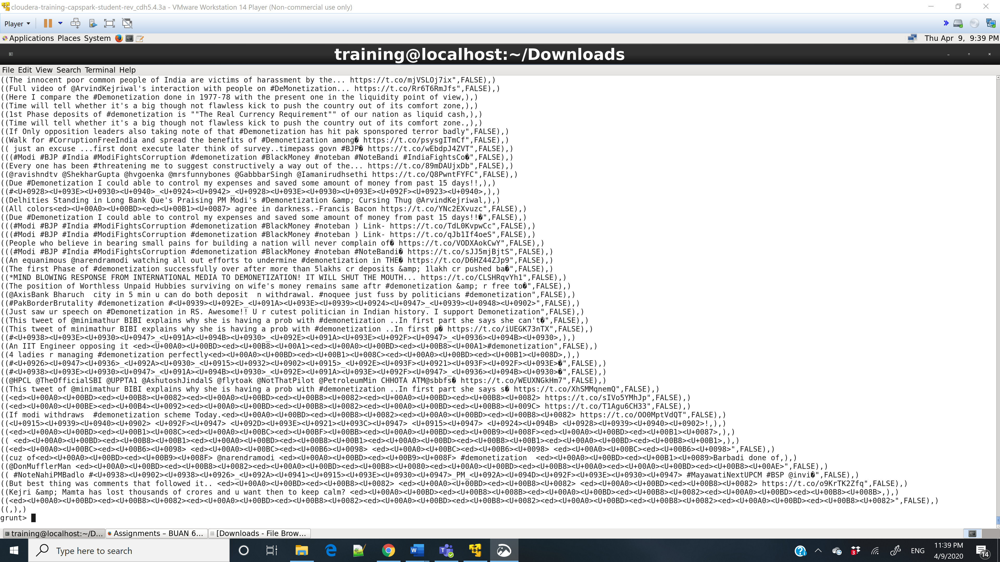 cloudera-training-capspark-student-rev_cdh5.4.3a - VMware Workstation 14 Player (Non-commercial use only)
Player
Applications Places System Thu Apr 9, 9:39 PM
training@localhost:~/Downloads
File Edit View Search Terminal Help
((The innocent poor common people of India are victims of harassment by the... https://t.co/mjVSLOj7ix",FALSE),)
((Full video of @ArvindKejriwal's interaction with people on #DeMonetization... https://t.co/Rr6T6RmJfs",FALSE),)
((Here I compare the #Demonetization done in 1977-78 with the present one in the liquidity point of view,),)
((Time will tell whether it's a big though not flawless kick to push the country out of its comfort zone,),)
((1st Phase deposits of #demonetization is ""The Real Currency Requirement"" of our nation as liquid cash,),)
((Time will tell whether it's a big though not flawless kick to push the country out of its comfort zone.,),)
((If Only opposition leaders also taking note of that #Demonetization has hit pak sponspored terror badly",FALSE),)
((Walk for #CorruptionFreeIndia and spread the benefits of #Demonetization among� https://t.co/psysgITmCf",FALSE),)
(( just an excuse ...first dont execute later think of survey..timepass govn #BJP� https://t.co/wEbdpJ4ZVT",FALSE),)
(((#Modi #BJP #India #ModiFightsCorruption #demonetization #BlackMoney #noteban #NoteBandi #IndiaFightsCo�",FALSE),)
((Every one has been #threatening me to suggest constructively a way out of the... https://t.co/89mDAUjxDb",FALSE),)
((@ravishndtv @ShekharGupta @hvgoenka @mrsfunnybones @GabbbarSingh @Iamanirudhsethi https://t.co/Q8PwntFYFC",FALSE),)
((Due #Demonetization I could able to control my expenses and saved some amount of money from past 15 days!!,),)
((#<U+0928><U+093E><U+0930><U+0940>_<U+0924><U+0942>_<U+0928><U+093E><U+0930><U+093E><U+092F><U+0923><U+0940>,),)
((Delhities Standing in Long Bank Que's Praising PM Modi's #Demonetization &amp; Cursing Thug @ArvindKejriwal,),)
((All colors<ed><U+00A0><U+00BD><ed><U+00B1><U+0087> agree in darkness.-Francis Bacon https://t.co/YNc2EXvuzc",FALSE),)
((Due #Demonetization I could able to control my expenses and saved some amount of money from past 15 days!!�",FALSE),)
(((#Modi #BJP #India #ModiFightsCorruption #demonetization #BlackMoney #noteban ) Link- https://t.co/TdL0KvpwCc",FALSE),)
(((#Modi #BJP #India #ModiFightsCorruption #demonetization #BlackMoney #noteban ) Link- https://t.co/qJb1If4oeS",FALSE),)
((People who believe in bearing small pains for building a nation will never complain of� https://t.co/VODXAokCwY",FALSE),)
(((#Modi #BJP #India #ModiFightsCorruption #demonetization #BlackMoney #noteban #NoteBandi� https://t.co/sJJ5mjBjtS",FALSE),)
((An equanimous @narendramodi watching all out efforts to undermine #demonetization in THE� https://t.co/D6HZ44ZJp9",FALSE),)
((The first Phase of #demonetization successfully over after more than 5lakhs cr deposits &amp; 1lakh cr pushed ba�",FALSE),)
((*MIND BLOWING RESPONSE FROM INTERNATIONAL MEDIA TO DEMONETIZATION! IT WILL SHUT THE MOUTH... https://t.co/CLSHRqvYh1",FALSE),)
((The position of Worthless Unpaid Hubbies surviving on wife's money remains same aftr #demonetization &amp; r free to�",FALSE),)
((@AxisBank Bharuch  city in 5 min u can do both deposit  n withdrawal. #noquee just fuss by politicians #demonetization",FALSE),)
((#PakBorderBrutality #demonetization #<U+0939><U+092E>_<U+091A><U+093E><U+0939><U+0924><U+0947>_<U+0939><U+0948><U+0902>",FALSE),)
((Just saw ur speech on #Demonetization in RS. Awesome!! U r cutest politician in Indian history. I support Demonetization",FALSE),)
((This tweet of @minimathur BIBI explains why she is having a prob with #demonetization ..In first part she says she can't�",FALSE),)
((This tweet of minimathur BIBI explains why she is having a prob with #demonetization ..In first p� https://t.co/iUEGK73nTX",FALSE),)
((#<U+0938><U+093E><U+0930><U+0947>_<U+091A><U+094B><U+0930>_<U+092E><U+091A><U+093E><U+092F><U+0947>_<U+0936><U+094B><U+0930>,),)
((An IIT Engineer opposing it <ed><U+00A0><U+00BD><ed><U+00B8><U+00A1><ed><U+00A0><U+00BD><ed><U+00B8><U+00A1>#demonetization",FALSE),)
((4 ladies r managing #demonetization perfectly<ed><U+00A0><U+00BD><ed><U+00B1><U+008C><ed><U+00A0><U+00BD><ed><U+00B1><U+008D>,),)
((#<U+0926><U+0947><U+0936>_<U+092A><U+0930>_<U+0915><U+0932><U+0902><U+0915>_<U+092E><U+093F><U+0921><U+093F><U+092F><U+093E>�",FALSE),)
((#<U+0938><U+093E><U+0930><U+0947>_<U+091A><U+094B><U+0930>_<U+092E><U+091A><U+093E><U+092F><U+0947>_<U+0936><U+094B><U+0930>�",FALSE),)
((@HPCL @TheOfficialSBI @UPPTA1 @AshutoshJindalS @flytoak @NotThatPilot @PetroleumMin CHHOTA ATM@sbbfs� https://t.co/WEUXNGkHm7",FALSE),)
((This tweet of @minimathur BIBI explains why she is having a prob with #demonetization ..In first part she says s� https://t.co/XhSMMqnemQ",FALSE),)
((<ed><U+00A0><U+00BD><ed><U+00B8><U+0082><ed><U+00A0><U+00BD><ed><U+00B8><U+0082><ed><U+00A0><U+00BD><ed><U+00B8><U+0082> https://t.co/sIVo5YMhJp",FALSE),)
((<ed><U+00A0><U+00BE><ed><U+00B4><U+0092><ed><U+00A0><U+00BD><ed><U+00B8><U+0082><ed><U+00A0><U+00BD><ed><U+00B8><U+009C> https://t.co/T1Agu6CH33",FALSE),)
((If modi withdraws  #demonetization scheme Today.<ed><U+00A0><U+00BD><ed><U+00B8><U+0082><ed><U+00A0><U+00BD><ed><U+00B8><U+0082> https://t.co/OO0MptVdQT",FALSE),)
((<U+0915><U+0939><U+0940><U+0902> <U+092F><U+0947> <U+092D><U+093E><U+0921><U+093C><U+0947> <U+0915><U+0947> <U+0924><U+094B> <U+0928><U+0939><U+0940><U+0902>!,),)
((<ed><U+00A0><U+00BD><ed><U+00B1><U+008C><ed><U+00A0><U+00BC><ed><U+00BF><U+00BB><ed><U+00A0><U+00BD><ed><U+00B9><U+008F><ed><U+00A0><U+00BD><ed><U+00B1><U+0087>,),)
(( <ed><U+00A0><U+00BD><ed><U+00B8><U+00B1><ed><U+00A0><U+00BD><ed><U+00B8><U+00B1><ed><U+00A0><U+00BD><ed><U+00B8><U+00B1><ed><U+00A0><U+00BD><ed><U+00B8><U+00B1>,),)
((<ed><U+00A0><U+00BC><ed><U+00B6><U+0098> <ed><U+00A0><U+00BC><ed><U+00B6><U+0098> <ed><U+00A0><U+00BC><ed><U+00B6><U+0098> <ed><U+00A0><U+00BC><ed><U+00B6><U+0098>",FALSE),)
((cuz of<ed><U+00A0><U+00BD><ed><U+00B9><U+008F> @narendramodi <ed><U+00A0><U+00BD><ed><U+00B9><U+008F> #demonetization  <ed><U+00A0><U+00BD><ed><U+00B1><U+0089>Barbadi done of,),)
((@DonMufflerMan <ed><U+00A0><U+00BD><ed><U+00B8><U+0082><ed><U+00A0><U+00BD><ed><U+00B8><U+0080><ed><U+00A0><U+00BD><ed><U+00B8><U+00A0><ed><U+00A0><U+00BD><ed><U+00B8><U+00AE>",FALSE),)
(( #NoteNahiPMBadlo #<U+0938><U+0902><U+0938><U+0926>_<U+092A><U+0941><U+0915><U+093E><U+0930><U+0947>_PM_<U+092A><U+094D><U+092F><U+093E><U+0930><U+0947> #MayawatiNextUPCM #BSP @invi�",FALSE),)
((But best thing was comments that followed it.. <ed><U+00A0><U+00BD><ed><U+00B8><U+0082> <ed><U+00A0><U+00BD><ed><U+00B8><U+0082> <ed><U+00A0><U+00BD><ed><U+00B8><U+0082> https://t.co/o9KrTK2Zfq",FALSE),)
((Kejri &amp; Mamta has lost thousands of crores and u want then to keep calm? <ed><U+00A0><U+00BD><ed><U+00B8><U+008B><ed><U+00A0><U+00BD><ed><U+00B8><U+0082><ed><U+00A0><U+00BD><ed><U+00B8><U+008B>,),)
((<ed><U+00A0><U+00BD><ed><U+00B8><U+0082><ed><U+00A0><U+00BD><ed><U+00B8><U+0082><ed><U+00A0><U+00BD><ed><U+00B8><U+0082><ed><U+00A0><U+00BD><ed><U+00B8><U+0082><ed><U+00A0><U+00BD><ed><U+00B8><U+0082>",FALSE),)
((,),)
grunt>
training@localhost:~/D... Assignments – BUAN 6... [Downloads - File Brow...
Type here to search
3
ENG
11:39 PM
4/9/2020
14